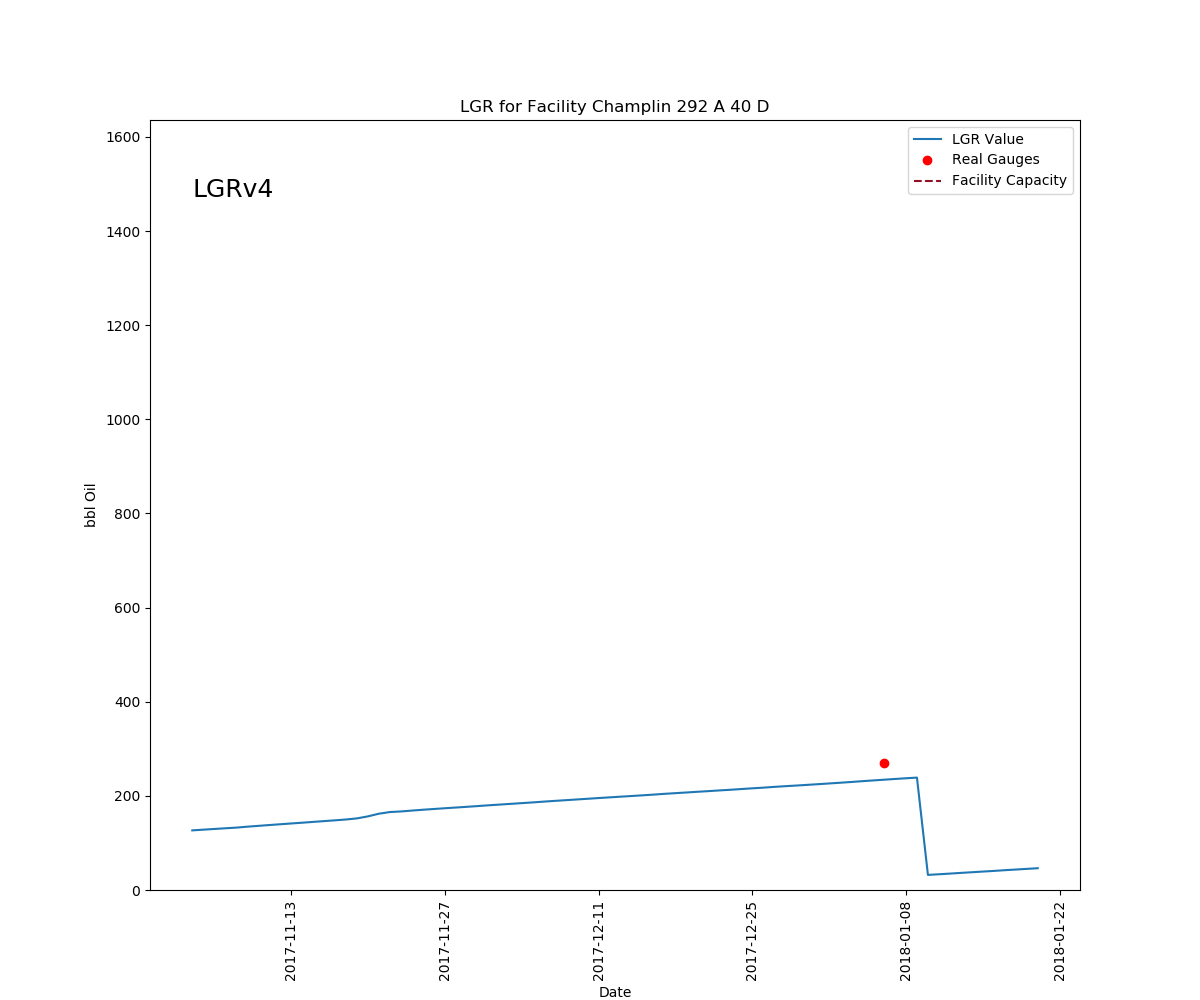 LGR for Facility Champlin 292 A 40 D
LGRv4
LGR Value
Real Gauges
Facility Capacity
bbl Oil
1600
1400
1200
1000
800
600
400
200
0
2017-11-13
2017-11-27
2017-12-11
2017-12-25
2018-01-08
2018-01-22
Date